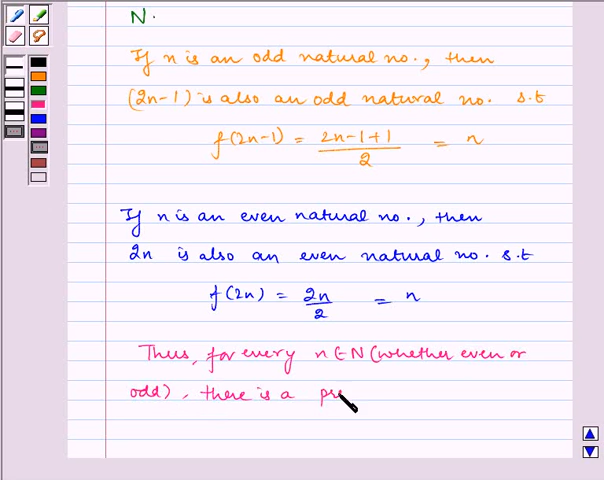 N.
If n is an odd natural no., then
(2n-1) is also an odd natural no. s.t
f(2n-1) = (2n-1+1)/2 = n
If n is an even natural no., then
2n is also an even natural no. s.t
f(2n) = 2n/2 = n
Thus, for every n∈N (whether even or
odd), there is a pre